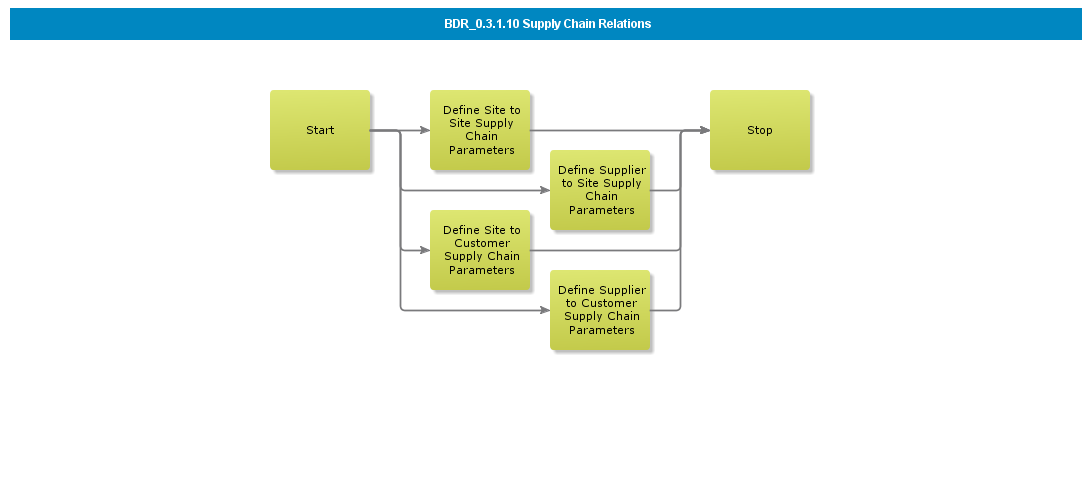 BDR_0.3.1.10 Supply Chain Relations
Start
Define Site to
Site Supply
Chain
Parameters
Stop
Define Supplier
to Site Supply
Chain
Parameters
Define Site to
Customer
Supply Chain
Parameters
Define Supplier
to Customer
Supply Chain
Parameters